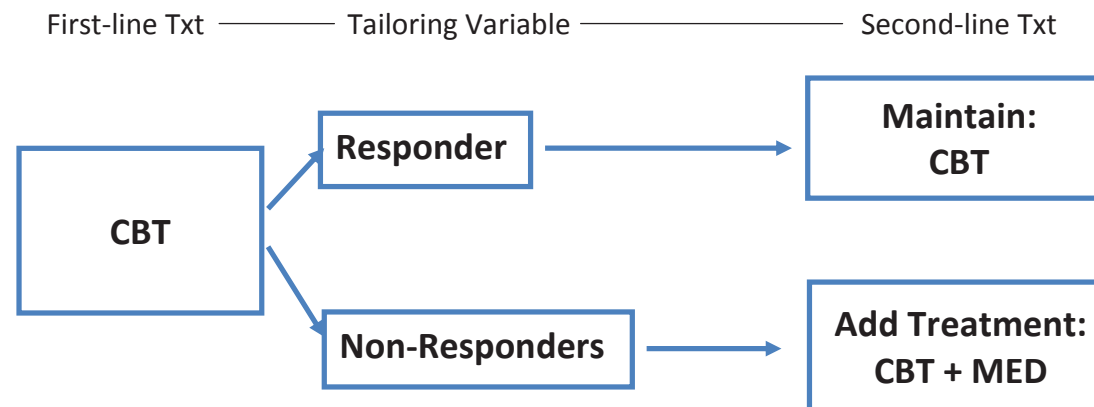 First-line Txt Tailoring Variable Second-line Txt
CBT
Responder
Maintain:
CBT
Non-Responders
Add Treatment:
CBT + MED